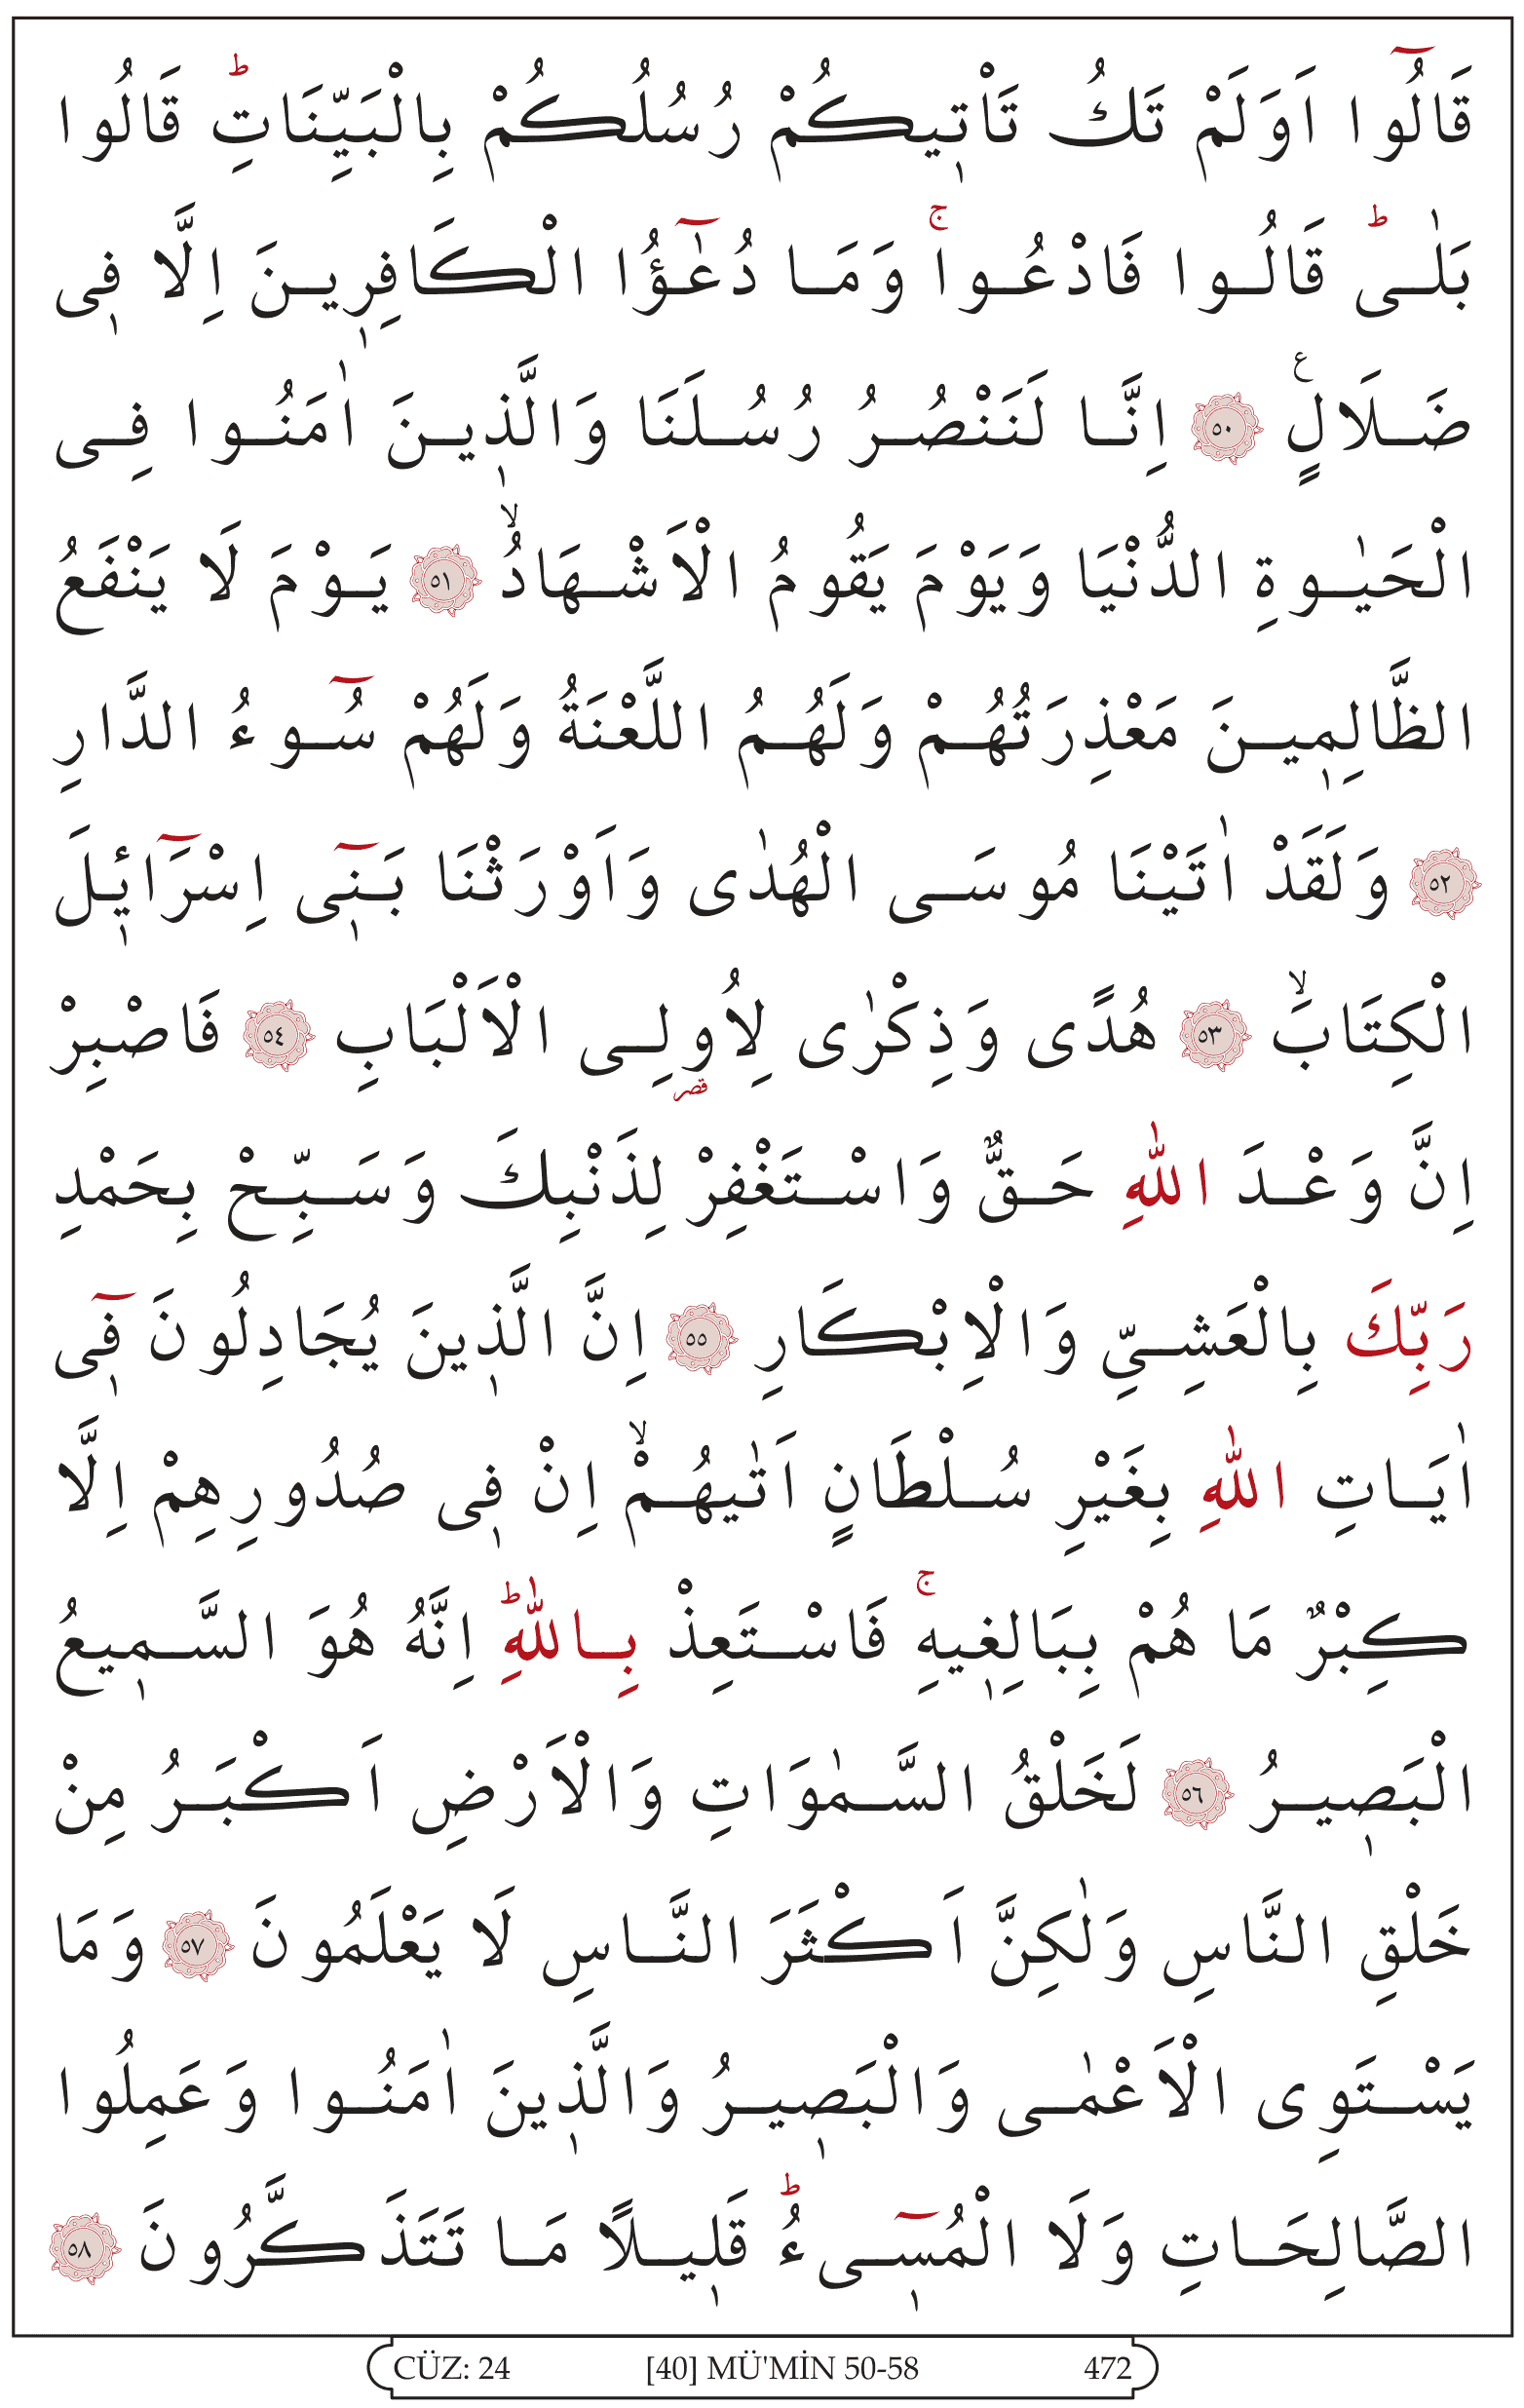 قَالُٓوا اَوَلَمْ تَكُ تَاْتٖيكُمْ رُسُلُكُمْ بِالْبَيِّنَاتِؕ قَالُوا
بَلٰىؕ قَالُوا فَادْعُواۚ وَمَا دُعٰٓؤُا الْكَافِرٖينَ اِلَّا فٖى
ضَلَالٍࣖ ٥٠ اِنَّا لَنَنْصُرُ رُسُلَنَا وَالَّذٖينَ اٰمَنُوا فِى
الْحَيٰوةِ الدُّنْيَا وَيَوْمَ يَقُومُ الْاَشْهَادُۙ ٥١ يَوْمَ لَا يَنْفَعُ
الظَّالِمٖينَ مَعْذِرَتُهُمْ وَلَهُمُ اللَّعْنَةُ وَلَهُمْ سُٓوءُ الدَّارِ
٥٢ وَلَقَدْ اٰتَيْنَا مُوسَى الْهُدٰى وَاَوْرَثْنَا بَنٖٓى اِسْرَٓائٖلَ
الْكِتَابَۙ ٥٣ هُدًى وَذِكْرٰى لِاُولِى الْاَلْبَابِ ٥٤ فَاصْبِرْ
قصر
اِنَّ وَعْدَ اللّٰهِ حَقٌّ وَاسْتَغْفِرْ لِذَنْبِكَ وَسَبِّحْ بِحَمْدِ
رَبِّكَ بِالْعَشِىِّ وَالْاِبْكَارِ ٥٥ اِنَّ الَّذٖينَ يُجَادِلُونَ فٖٓى
اٰيَاتِ اللّٰهِ بِغَيْرِ سُلْطَانٍ اَتٰيهُمْۙ اِنْ فٖى صُدُورِهِمْ اِلَّا
كِبْرٌ مَا هُمْ بِبَالِغٖيهِۚ فَاسْتَعِذْ بِاللّٰهِؕ اِنَّهُ هُوَ السَّمٖيعُ
الْبَصٖيرُ ٥٦ لَخَلْقُ السَّمٰوَاتِ وَالْاَرْضِ اَكْبَرُ مِنْ
خَلْقِ النَّاسِ وَلٰكِنَّ اَكْثَرَ النَّاسِ لَا يَعْلَمُونَ ٥٧ وَمَا
يَسْتَوِى الْاَعْمٰى وَالْبَصٖيرُ وَالَّذٖينَ اٰمَنُوا وَعَمِلُوا
الصَّالِحَاتِ وَلَا الْمُسٖٓىءُؕ قَلٖيلًا مَا تَتَذَكَّرُونَ ٥٨
CÜZ: 24 [40] MÜ'MİN 50-58 472